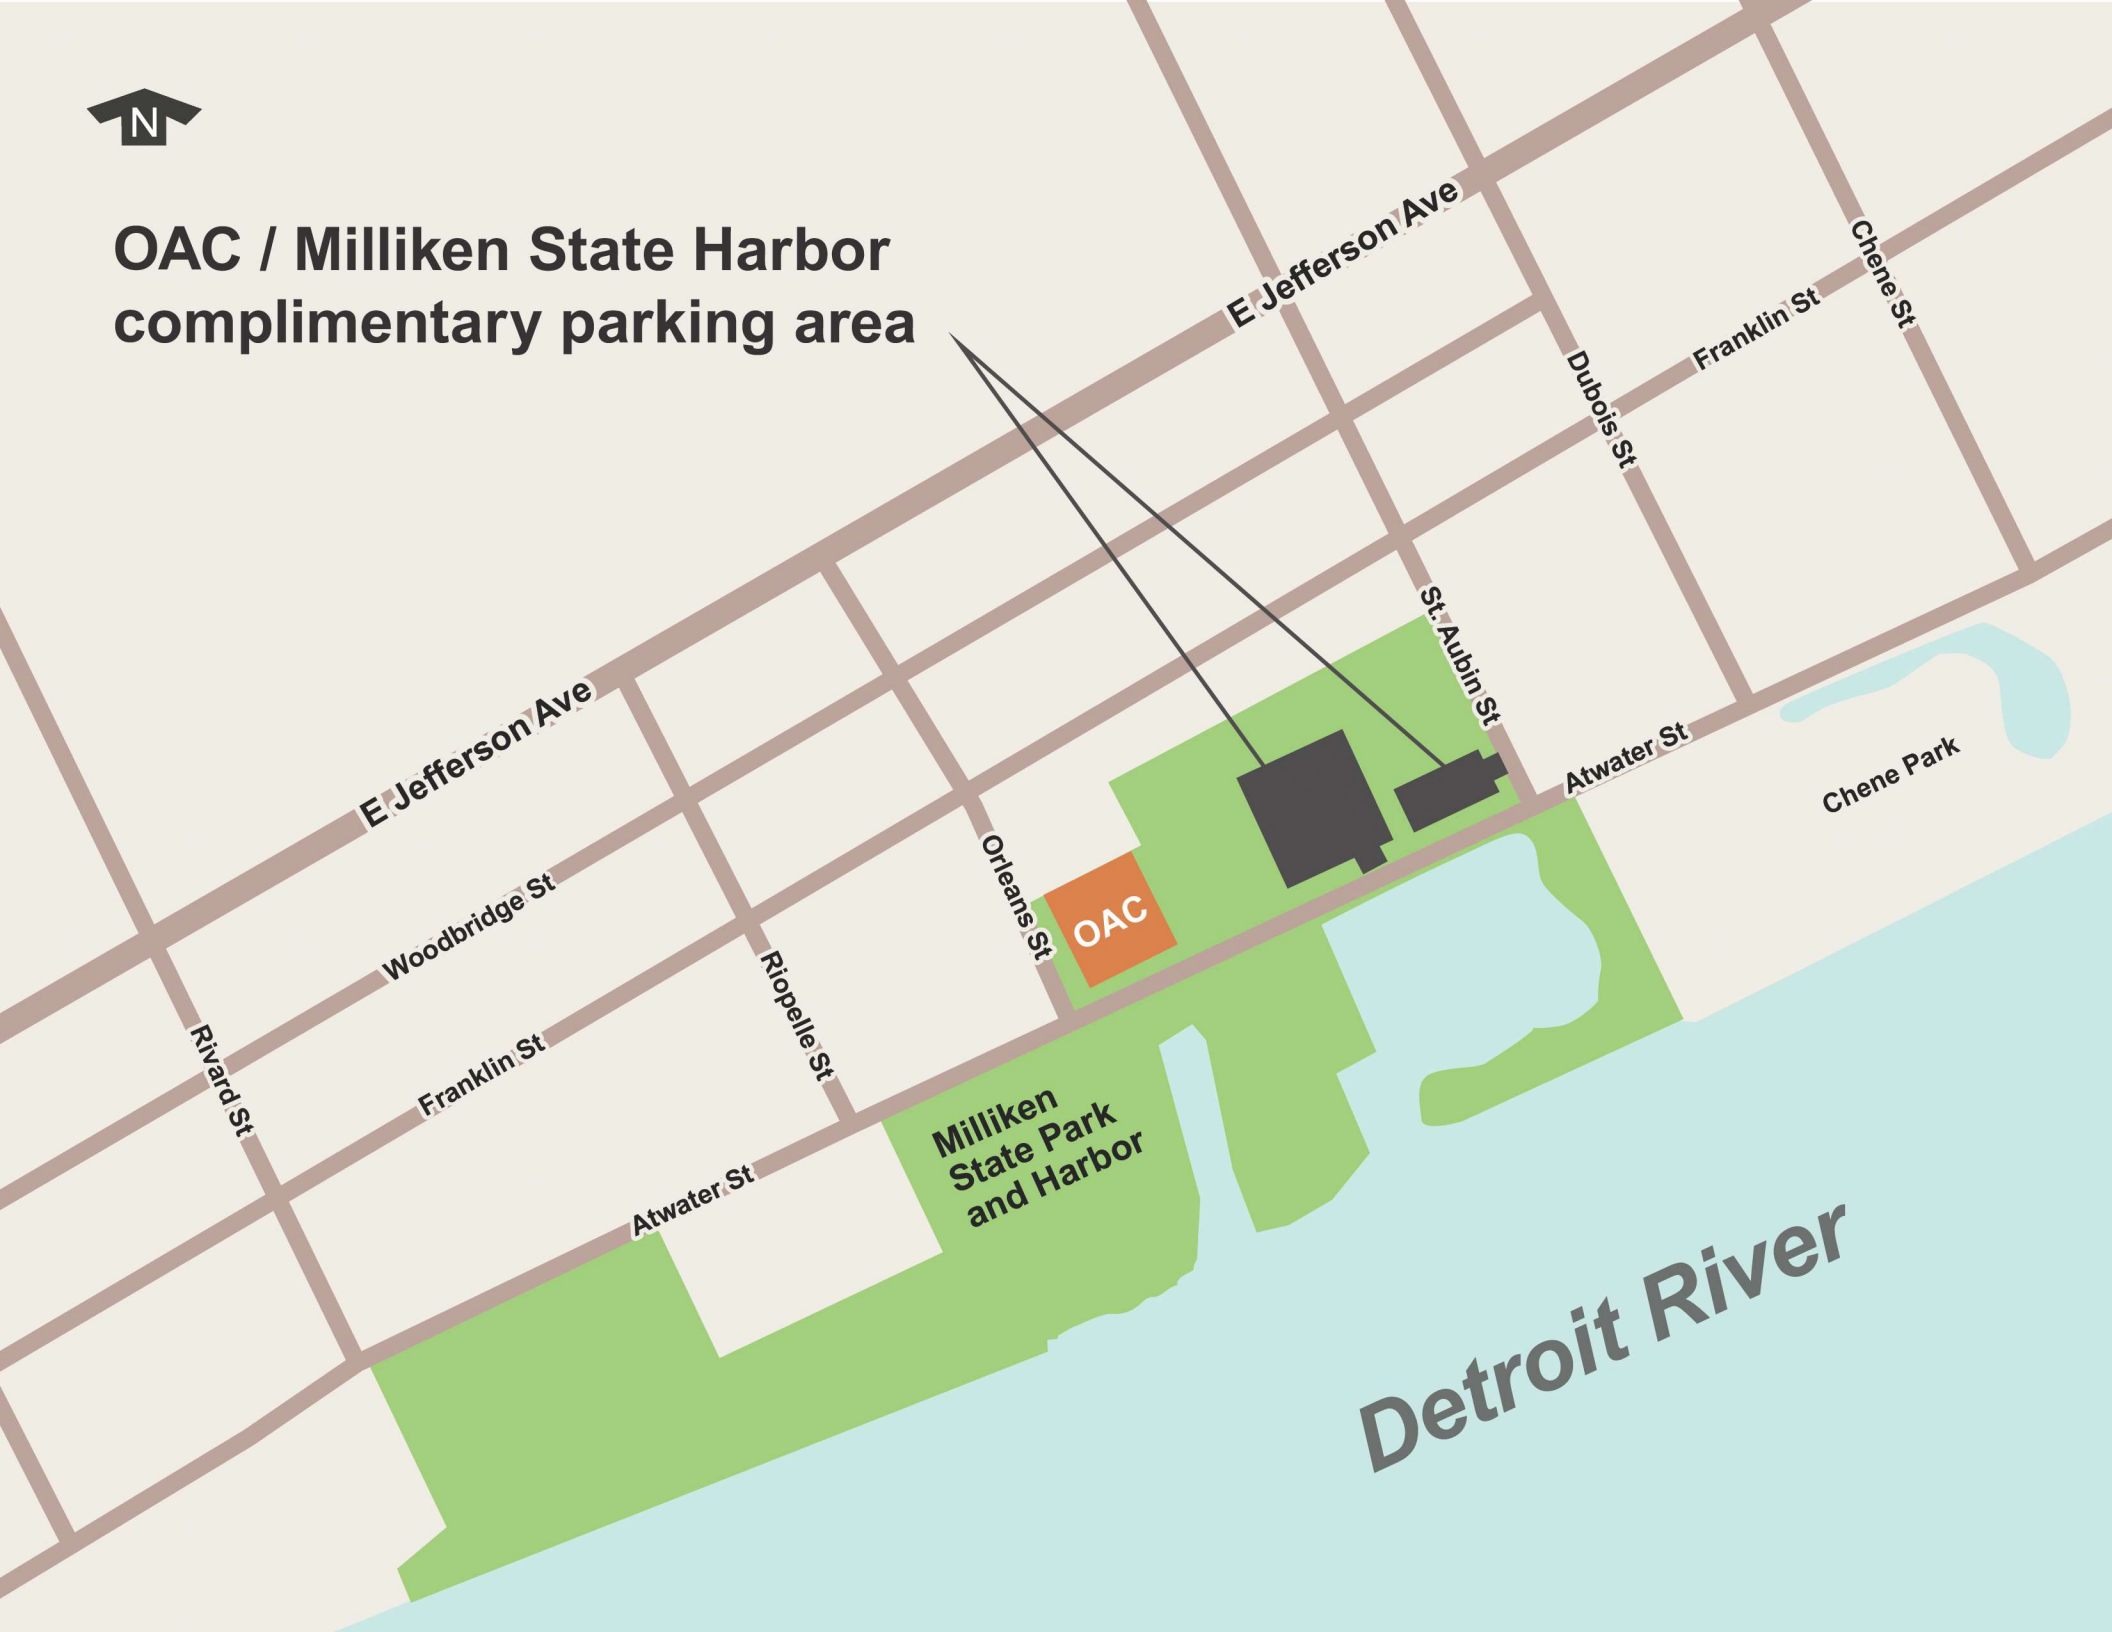 N
OAC / Milliken State Harbor
complimentary parking area
E Jefferson Ave
Chene St
Franklin St
Dubois St
St. Aubin St
E Jefferson Ave
Atwater St
Chene Park
Woodbridge St
Orleans St
OAC
Riopelle St
Franklin St
Rivard St
Milliken
State Park
and Harbor
Atwater St
Detroit River